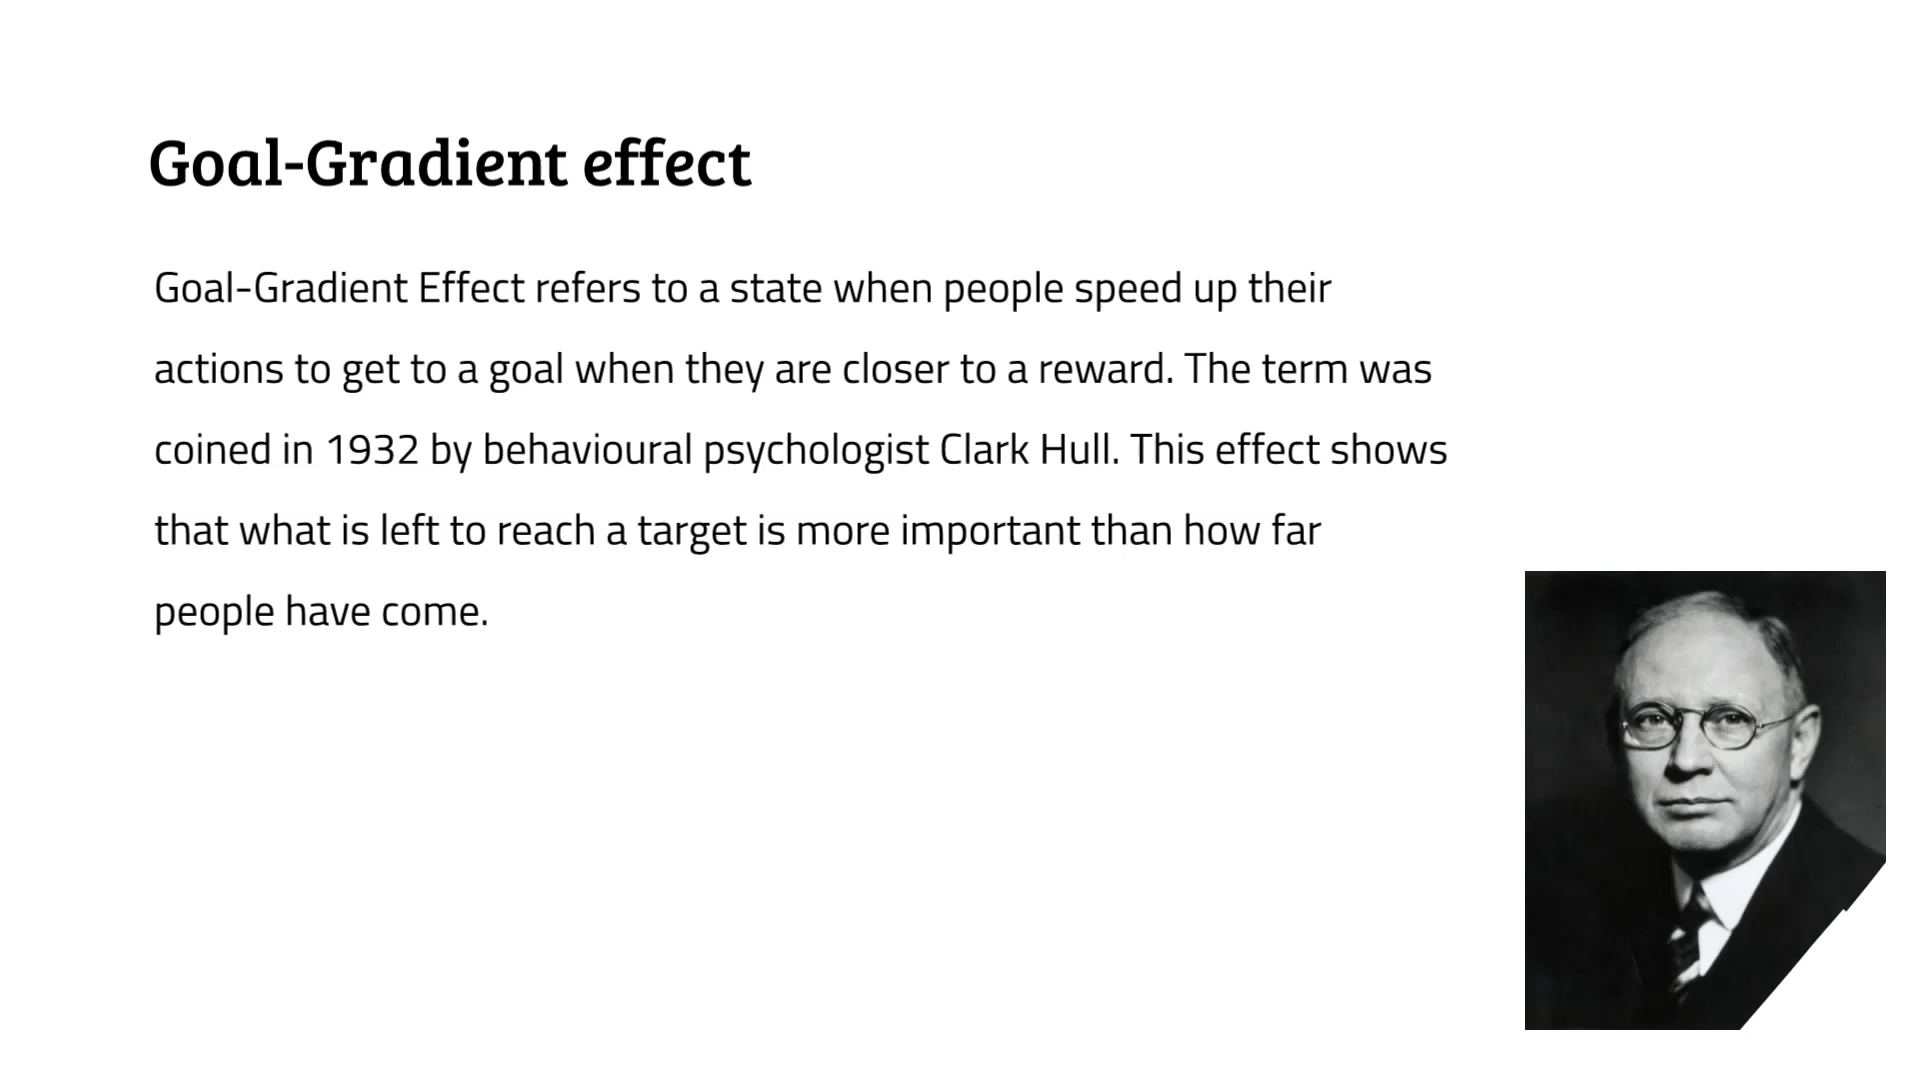 Goal-Gradient effect
Goal-Gradient Effect refers to a state when people speed up their
actions to get to a goal when they are closer to a reward. The term was
coined in 1932 by behavioural psychologist Clark Hull. This effect shows
that what is left to reach a target is more important than how far
people have come.